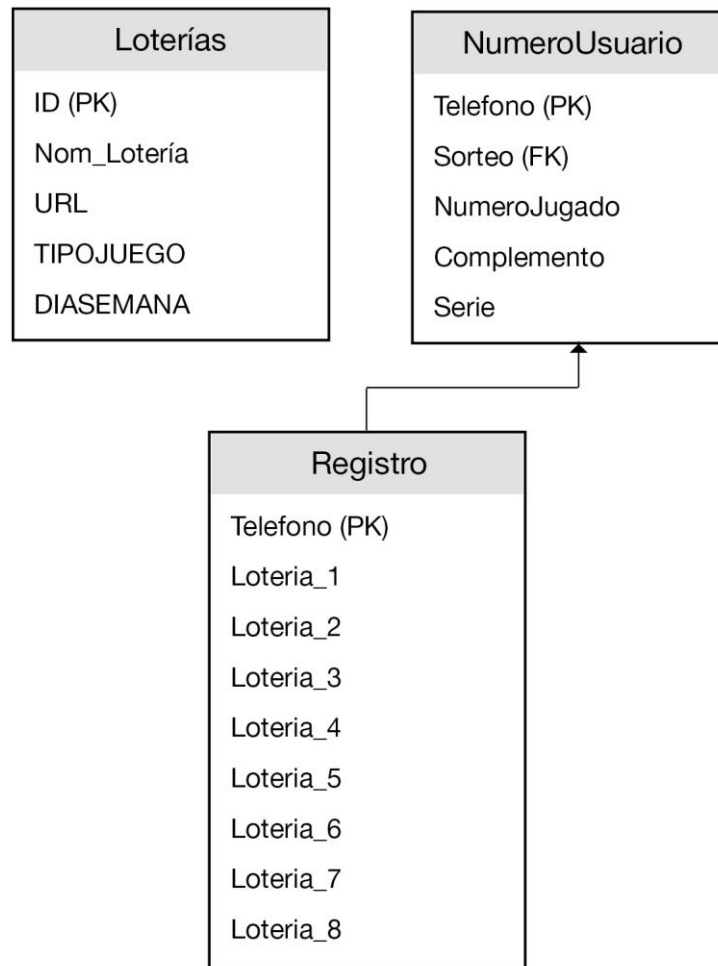 Loterías
ID (PK)
Nom_Lotería
URL
TIPOJUEGO
DIASEMANA
NumeroUsuario
Telefono (PK)
Sorteo (FK)
NumeroJugado
Complemento
Serie
Registro
Telefono (PK)
Loteria_1
Loteria_2
Loteria_3
Loteria_4
Loteria_5
Loteria_6
Loteria_7
Loteria_8